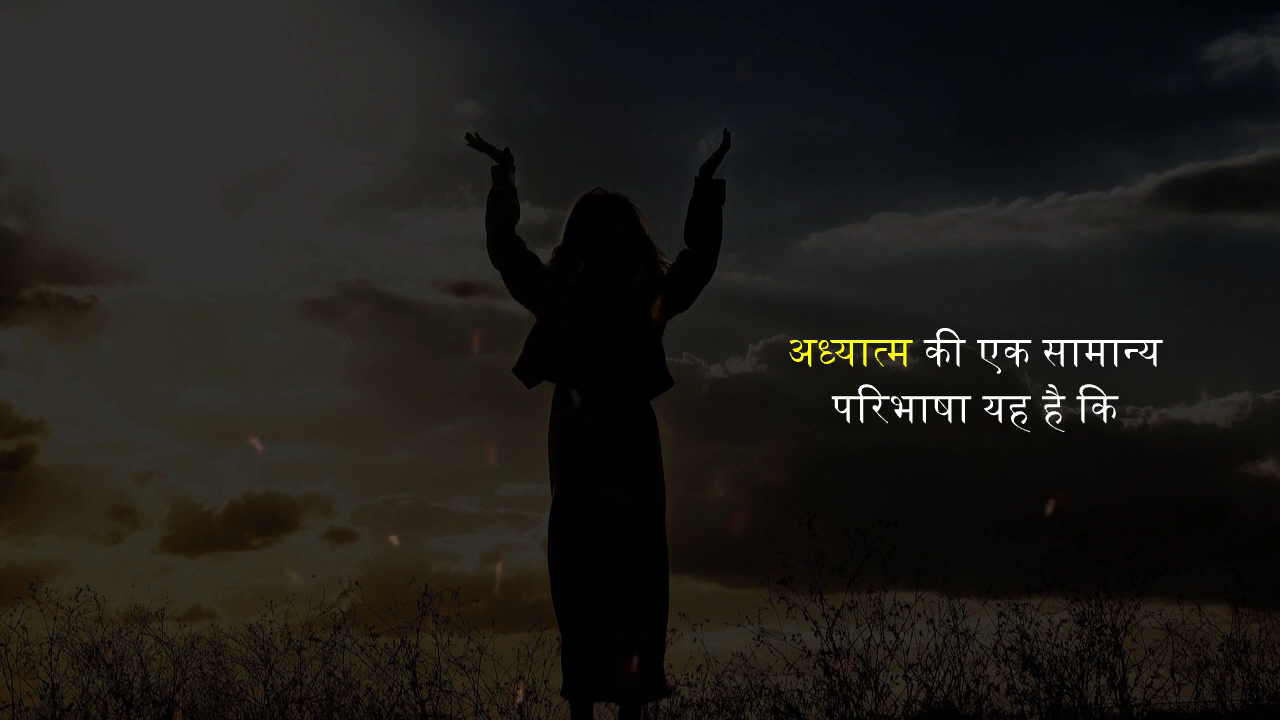 अध्यात्म की एक सामान्य
परिभाषा यह है कि